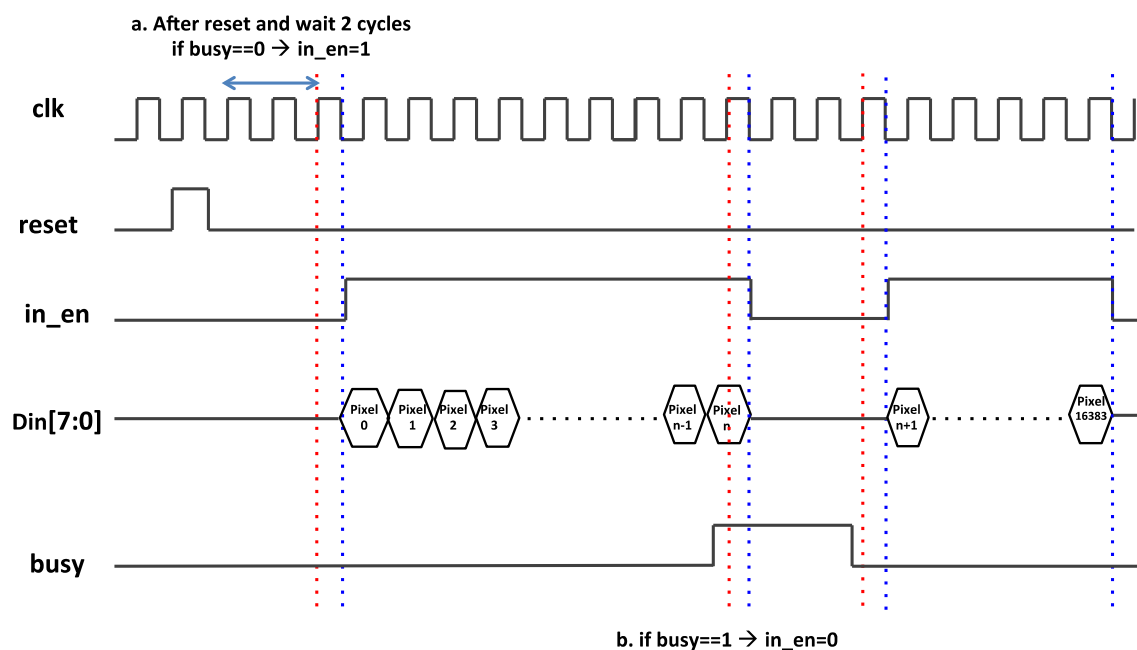 a. After reset and wait 2 cycles
if busy==0 → in_en=1
clk
reset
in_en
Din[7:0]
Pixel
0
Pixel
1
Pixel
2
Pixel
3
Pixel
n-1
Pixel
n
Pixel
n+1
Pixel
16383
busy
b. if busy==1 → in_en=0